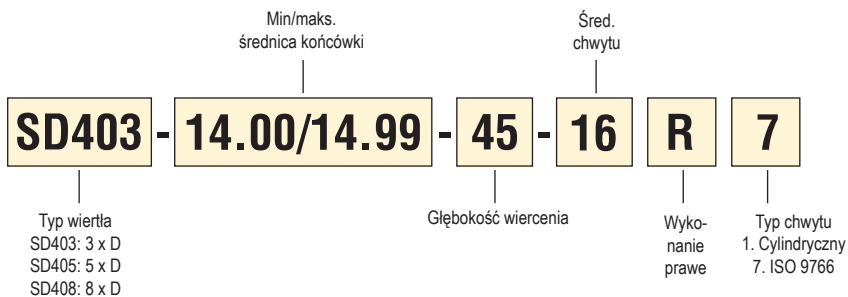 Min/maks.
średnica końcówki
Śred.
chwytu
SD403 - 14.00/14.99 - 45 - 16 R 7
Typ wiertła
SD403: 3 x D
SD405: 5 x D
SD408: 8 x D
Głębokość wiercenia
Wyko-
nanie
prawe
Typ chwytu
1. Cylindryczny
7. ISO 9766